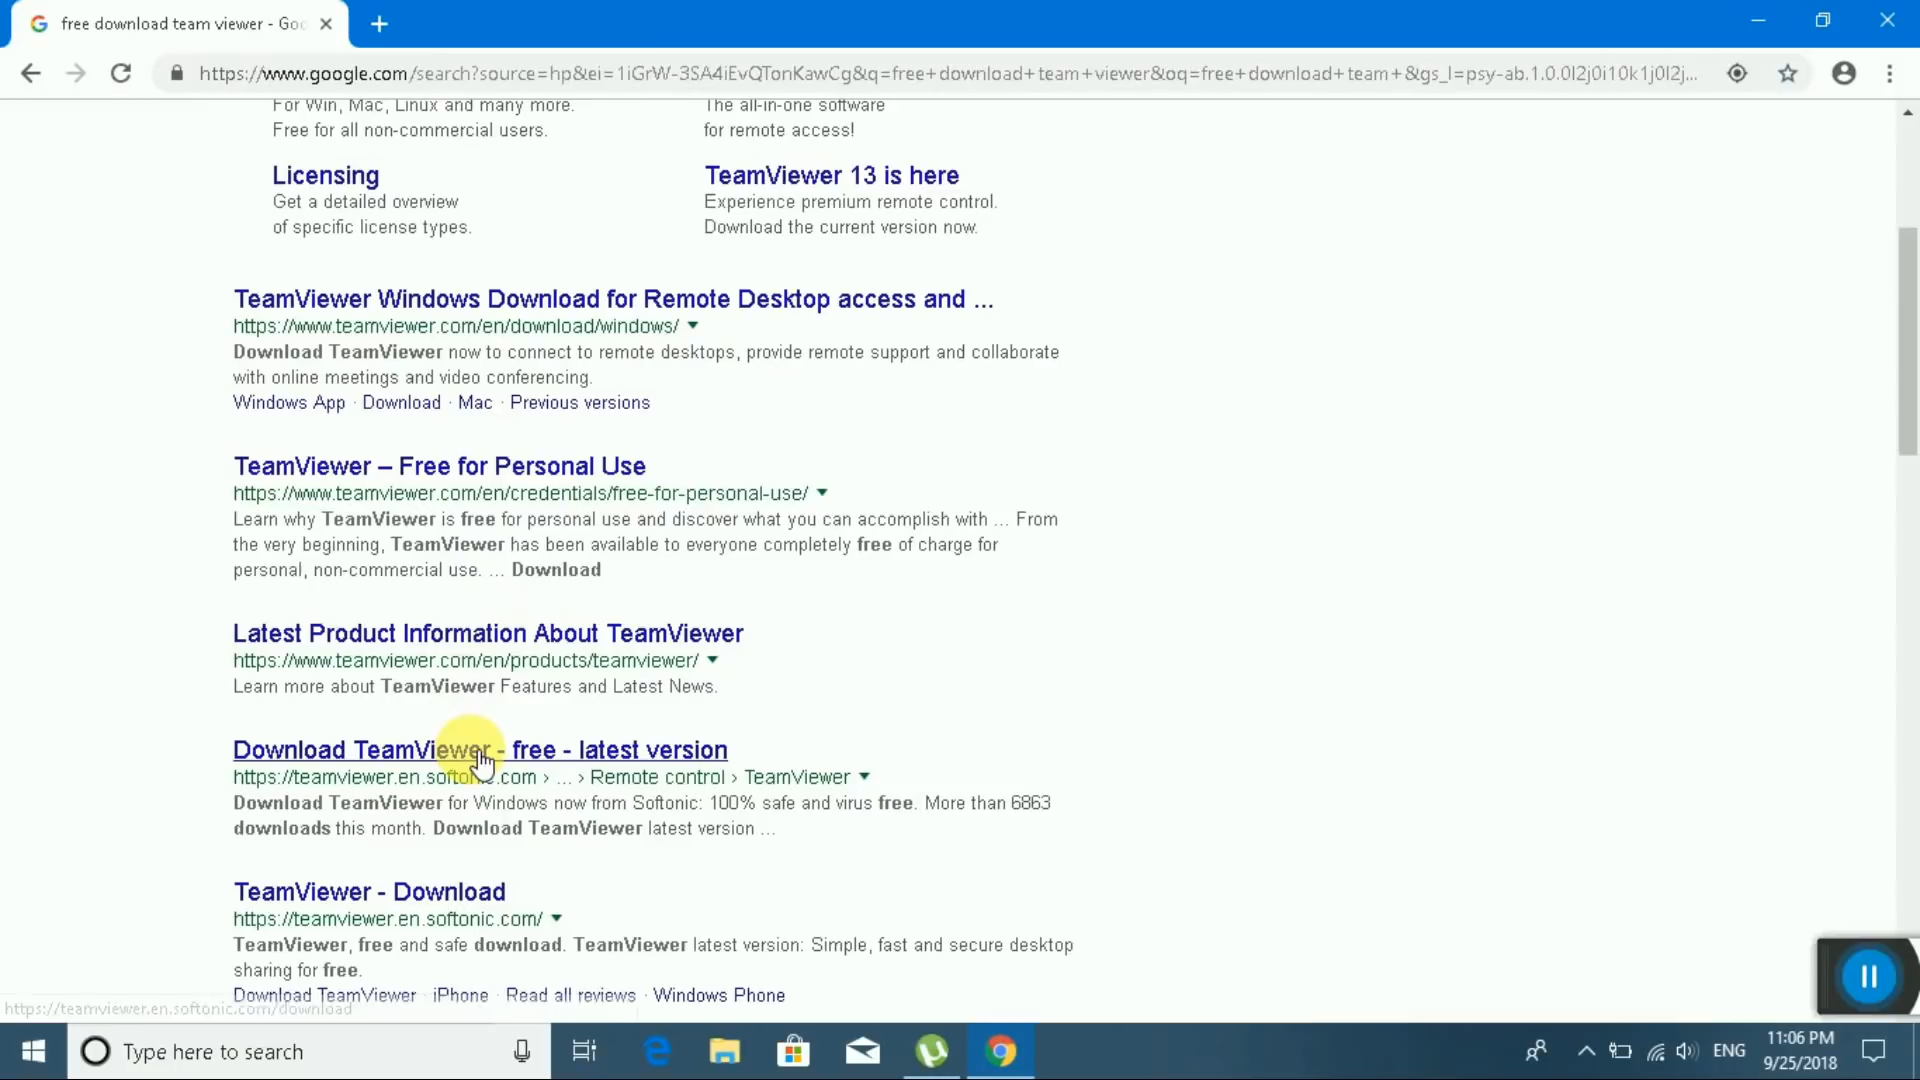 free download team viewer - Goo
https://www.google.com/search?source=hp&ei=1iGrW-3SA4iEvQTonKawCg&q=free+download+team+viewer&oq=free+download+team+&gs_l=psy-ab.1.0.0l2j0i10k1j0l2j...
For Win, Mac, Linux and many more.
Free for all non-commercial users.
The all-in-one software
for remote access!
Licensing
Get a detailed overview
of specific license types.
TeamViewer 13 is here
Experience premium remote control.
Download the current version now.
TeamViewer Windows Download for Remote Desktop access and ...
https://www.teamviewer.com/en/download/windows/
Download TeamViewer now to connect to remote desktops, provide remote support and collaborate
with online meetings and video conferencing.
Windows App · Download · Mac · Previous versions
TeamViewer – Free for Personal Use
https://www.teamviewer.com/en/credentials/free-for-personal-use/
Learn why TeamViewer is free for personal use and discover what you can accomplish with ... From
the very beginning, TeamViewer has been available to everyone completely free of charge for
personal, non-commercial use. ... Download
Latest Product Information About TeamViewer
https://www.teamviewer.com/en/products/teamviewer/
Learn more about TeamViewer Features and Latest News.
Download TeamViewer - free - latest version
https://teamviewer.en.softonic.com › ... › Remote control › TeamViewer
Download TeamViewer for Windows now from Softonic: 100% safe and virus free. More than 6863
downloads this month. Download TeamViewer latest version ...
TeamViewer - Download
https://teamviewer.en.softonic.com/
TeamViewer, free and safe download. TeamViewer latest version: Simple, fast and secure desktop
sharing for free.
Download TeamViewer · iPhone · Read all reviews · Windows Phone
https://teamviewer.en.softonic.com/download
Type here to search
ENG
11:06 PM
9/25/2018